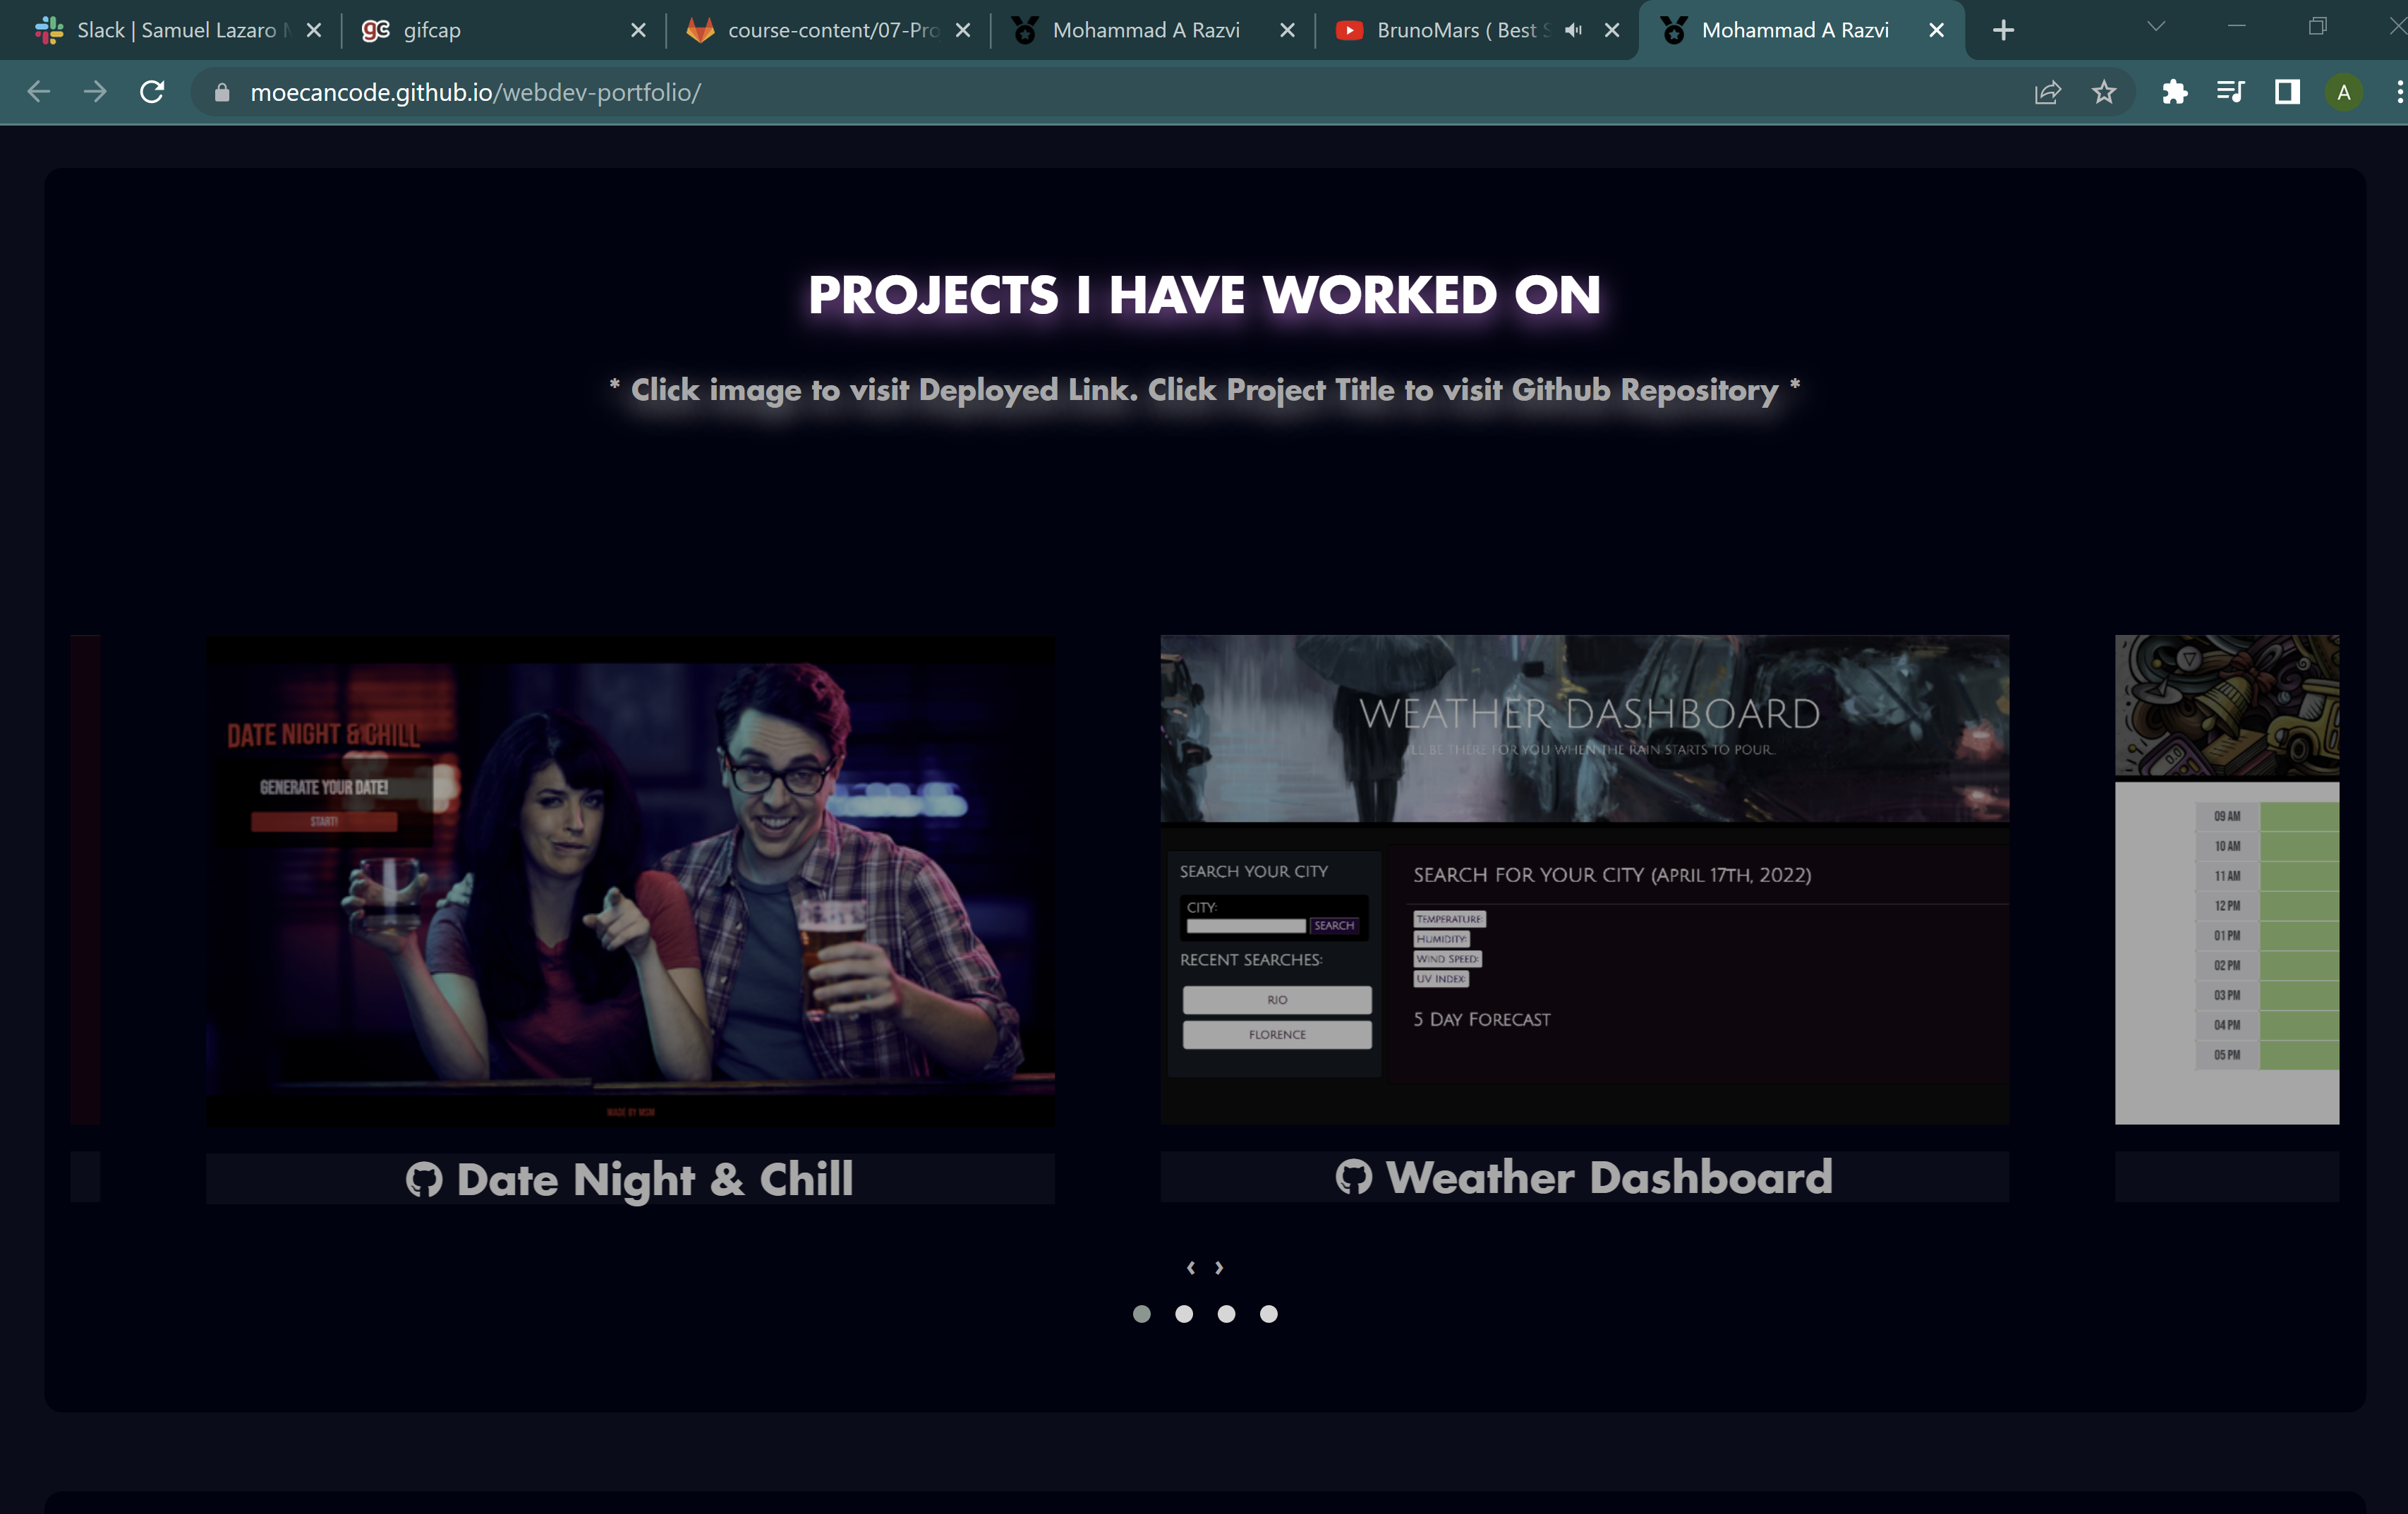 Slack | Samuel Lazaro
gifcap
course-content/07-Pro
Mohammad A Razvi
BrunoMars ( Best
Mohammad A Razvi
moecancode.github.io/webdev-portfolio/
A
PROJECTS I HAVE WORKED ON
* Click image to visit Deployed Link. Click Project Title to visit Github Repository *
DATE NIGHT & CHILL
GENERATE YOUR DATE!
START!
MADE BY MSM
Date Night & Chill
WEATHER DASHBOARD
I'LL BE THERE FOR YOU WHEN THE RAIN STARTS TO POUR..
SEARCH YOUR CITY
CITY:
SEARCH
RECENT SEARCHES:
RIO
FLORENCE
SEARCH FOR YOUR CITY (APRIL 17TH, 2022)
TEMPERATURE:
HUMIDITY:
WIND SPEED:
UV INDEX:
5 DAY FORECAST
Weather Dashboard
09 AM
10 AM
11 AM
12 PM
01 PM
02 PM
03 PM
04 PM
05 PM
‹ ›